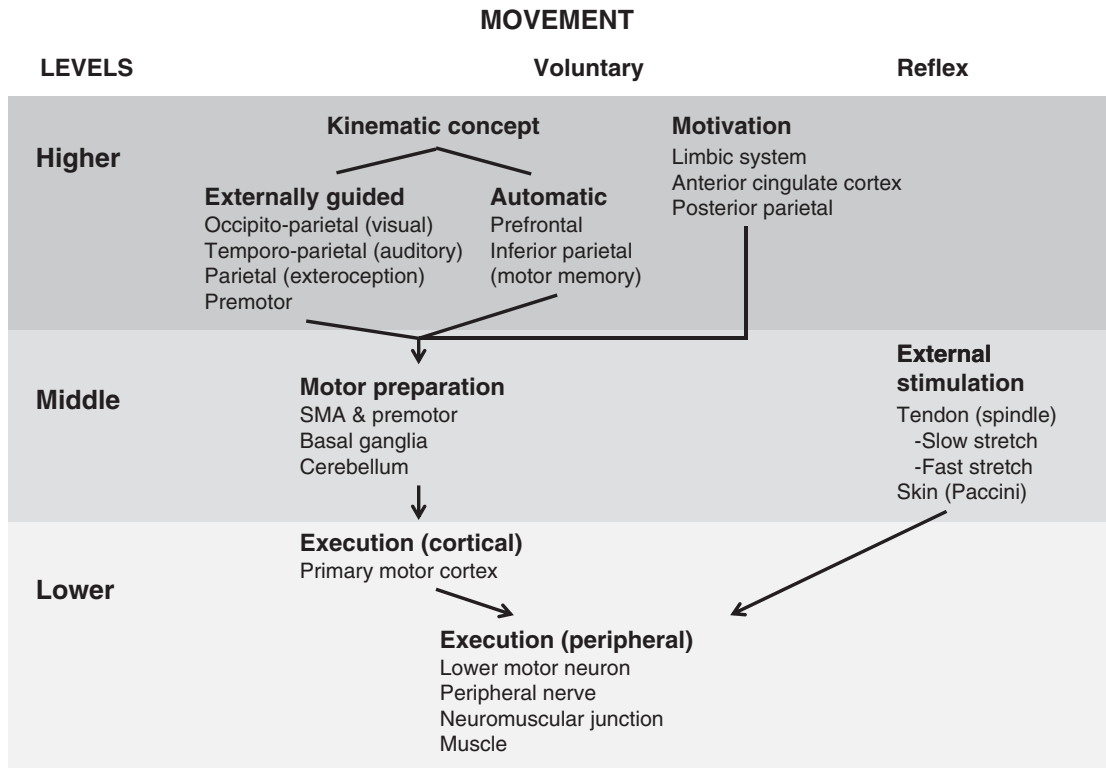 MOVEMENT
LEVELS
Voluntary
Reflex
Higher
Kinematic concept
Externally guided
Occipito-parietal (visual)
Temporo-parietal (auditory)
Parietal (exteroception)
Premotor
Automatic
Prefrontal
Inferior parietal
(motor memory)
Motivation
Limbic system
Anterior cingulate cortex
Posterior parietal
Middle
Motor preparation
SMA & premotor
Basal ganglia
Cerebellum
External
stimulation
Tendon (spindle)
-Slow stretch
-Fast stretch
Skin (Paccini)
Lower
Execution (cortical)
Primary motor cortex
Execution (peripheral)
Lower motor neuron
Peripheral nerve
Neuromuscular junction
Muscle